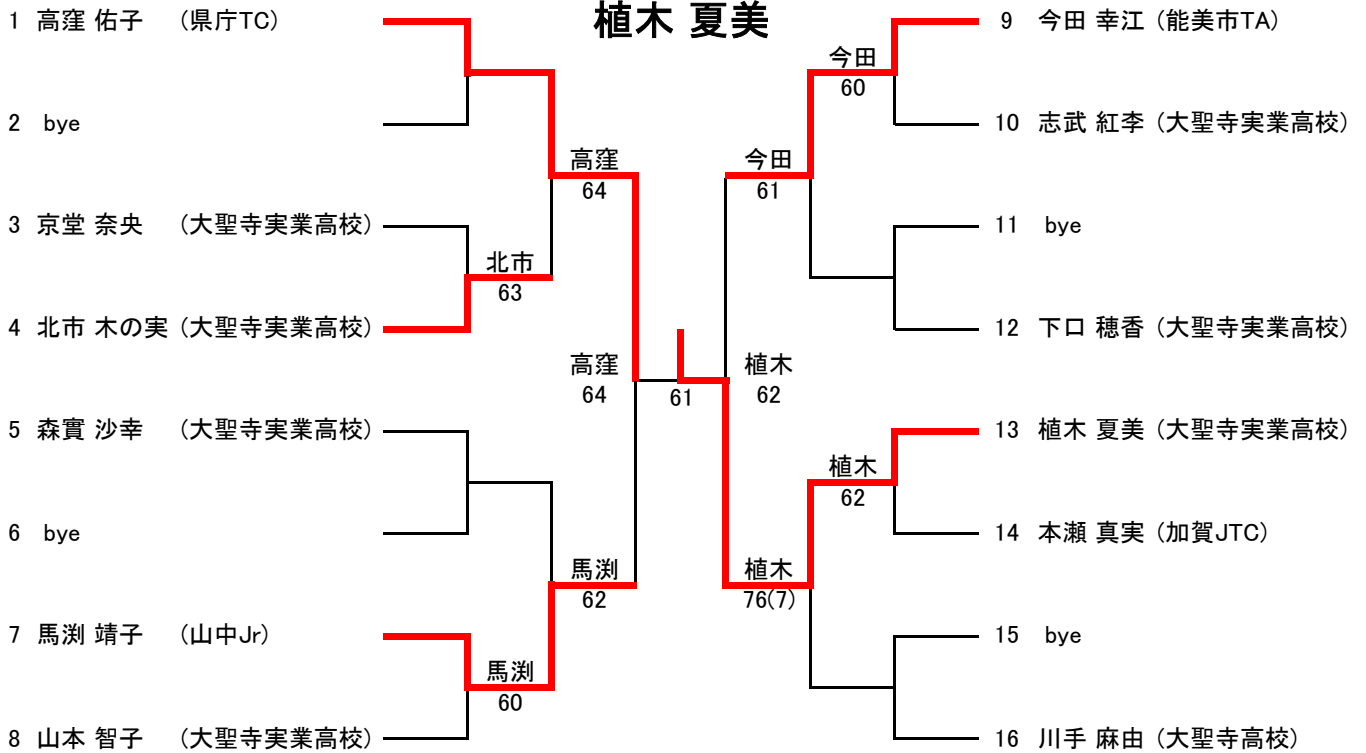 植木 夏美
1 高窪 佑子 （県庁TC）
2 bye
3 京堂 奈央 （大聖寺実業高校）
4 北市 木の実 （大聖寺実業高校）
5 森實 沙幸 （大聖寺実業高校）
6 bye
7 馬渕 靖子 （山中Jr）
8 山本 智子 （大聖寺実業高校）
北市
63
馬渕
60
高窪
64
馬渕
62
高窪
64
61
植木
62
今田
61
植木
76(7)
今田
60
植木
62
9 今田 幸江 （能美市TA）
10 志武 紅李 （大聖寺実業高校）
11 bye
12 下口 穂香 （大聖寺実業高校）
13 植木 夏美 （大聖寺実業高校）
14 本瀬 真実 （加賀JTC）
15 bye
16 川手 麻由 （大聖寺高校）